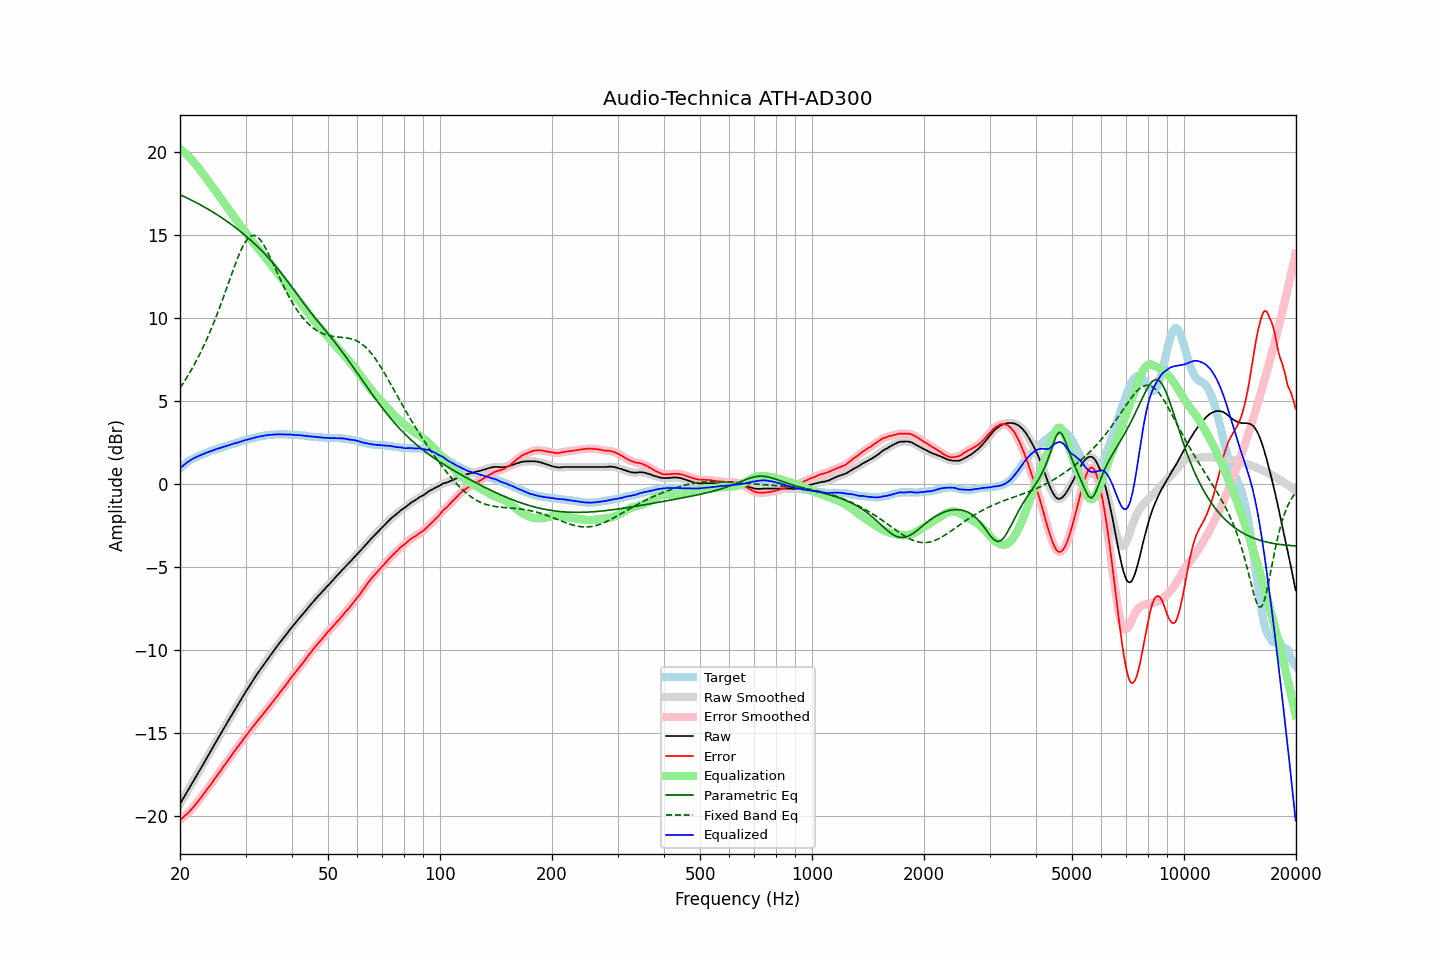 Audio-Technica ATH-AD300
Amplitude (dBr)
20
15
10
5
0
−5
−10
−15
−20
Target
Raw Smoothed
Error Smoothed
Raw
Error
Equalization
Parametric Eq
Fixed Band Eq
Equalized
20
50
100
200
500
1000
2000
5000
10000
20000
Frequency (Hz)